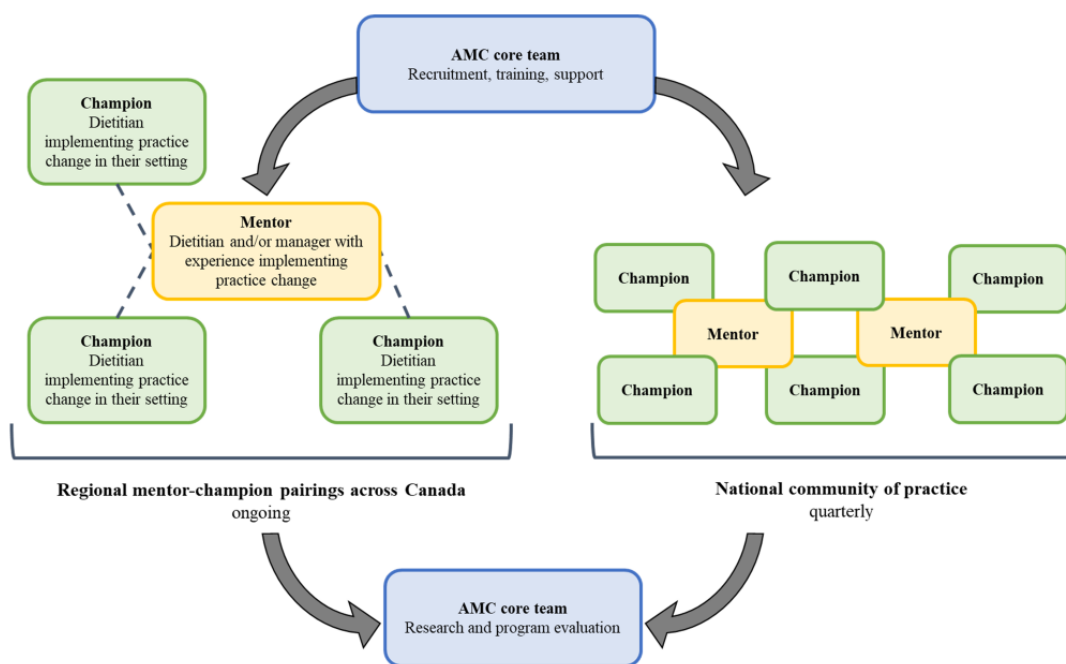 AMC core team
Recruitment, training, support
Champion
Dietitian
implementing practice
change in their setting
Mentor
Dietitian and/or manager with
experience implementing
practice change
Champion
Dietitian
implementing practice
change in their setting
Champion
Dietitian
implementing practice
change in their setting
Regional mentor-champion pairings across Canada
ongoing
Champion
Champion
Champion
Mentor
Mentor
Champion
Champion
Champion
National community of practice
quarterly
AMC core team
Research and program evaluation